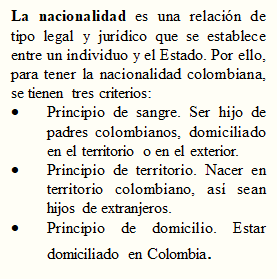 La nacionalidad es una relación de
tipo legal y jurídico que se establece
entre un individuo y el Estado. Por ello,
para tener la nacionalidad colombiana,
se tienen tres criterios:
• Principio de sangre. Ser hijo de
padres colombianos, domiciliado
en el territorio o en el exterior.
• Principio de territorio. Nacer en
territorio colombiano, así sean
hijos de extranjeros.
• Principio de domicilio. Estar
domiciliado en Colombia.